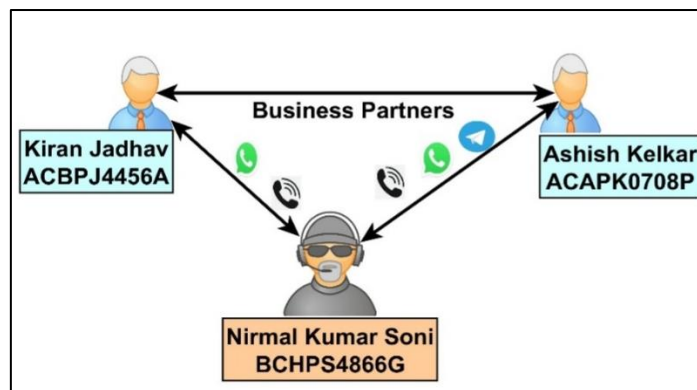 Business Partners
Kiran Jadhav
ACBPJ4456A
Ashish Kelkar
ACAPK0708P
Nirmal Kumar Soni
BCHPS4866G